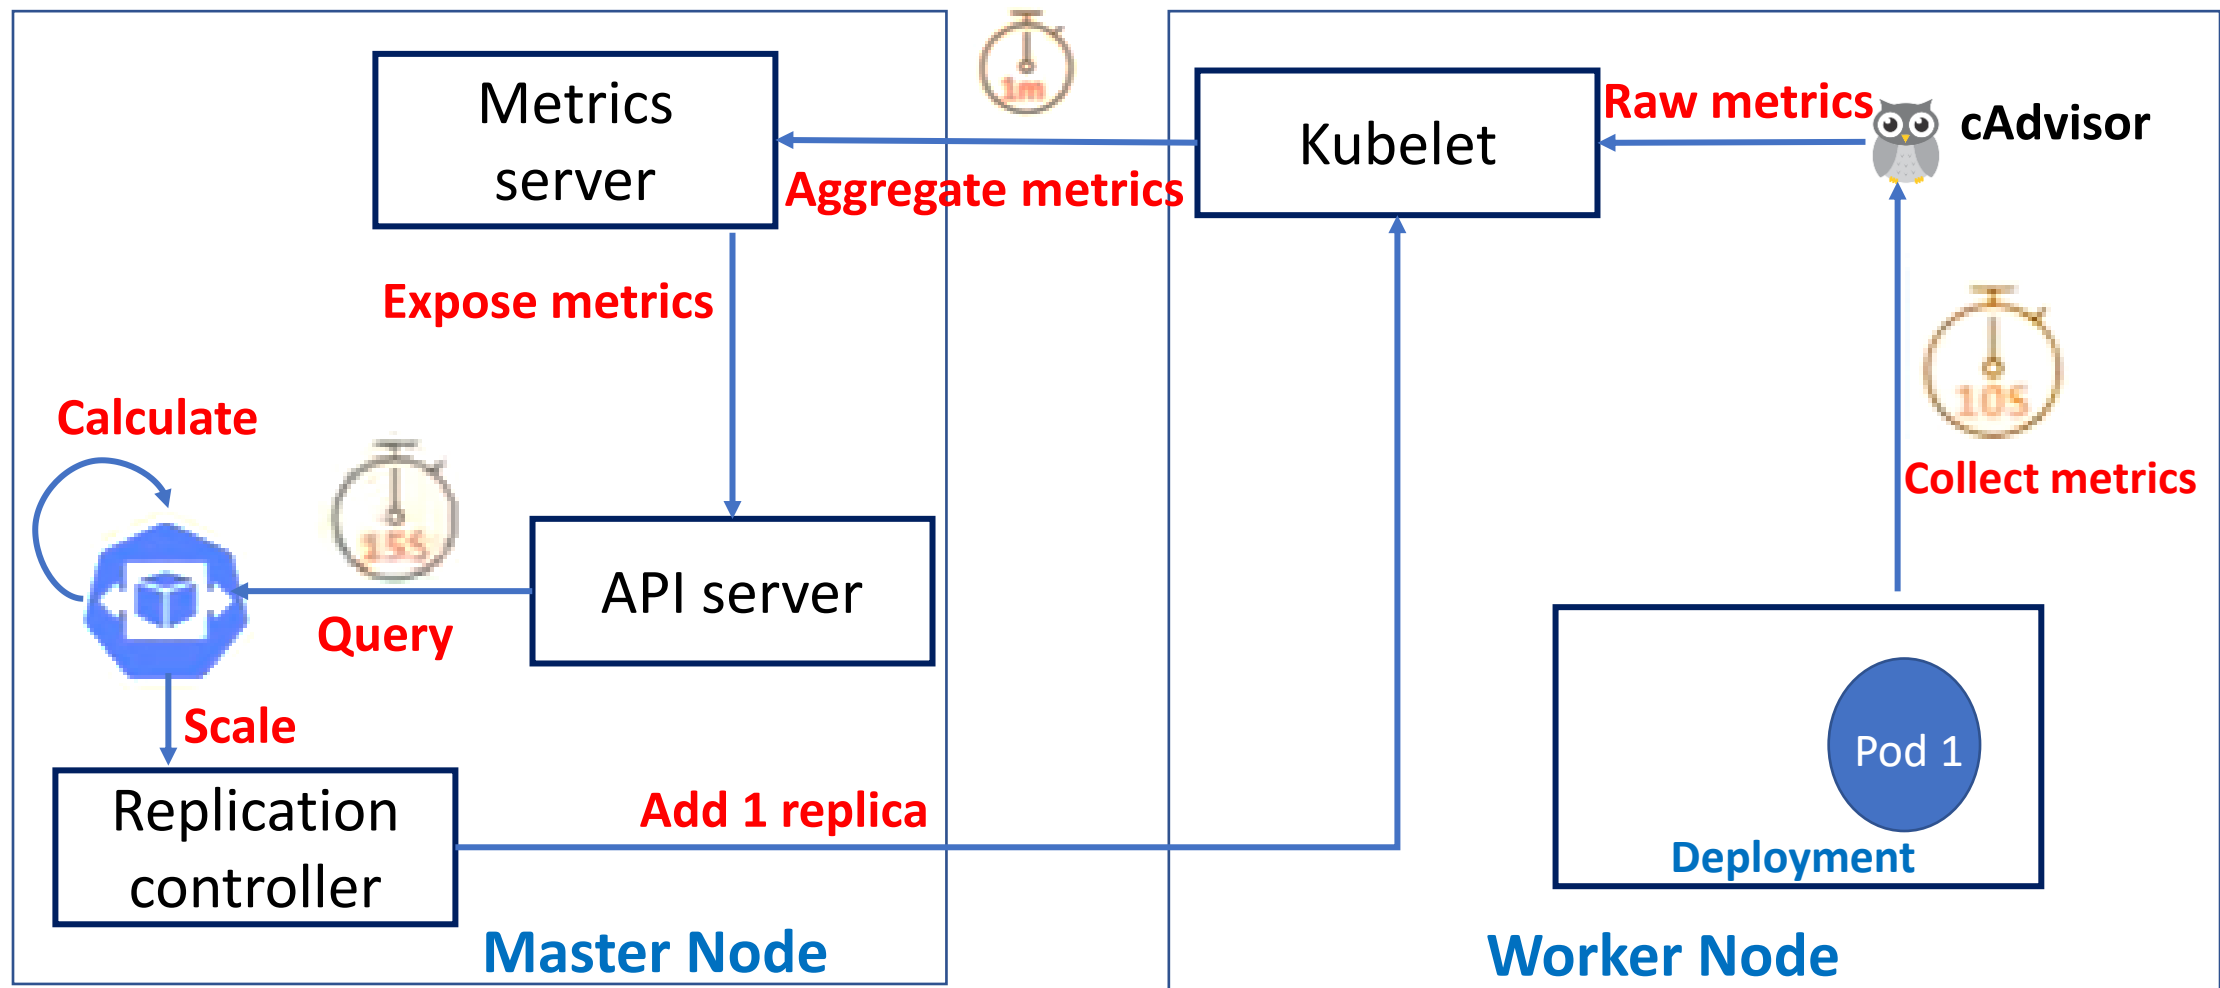 1m
Metrics
server
Kubelet
Raw metrics
cAdvisor
Aggregate metrics
Expose metrics
10S
Calculate
Collect metrics
15S
API server
Query
Scale
Pod 1
Replication
controller
Add 1 replica
Deployment
Master Node
Worker Node